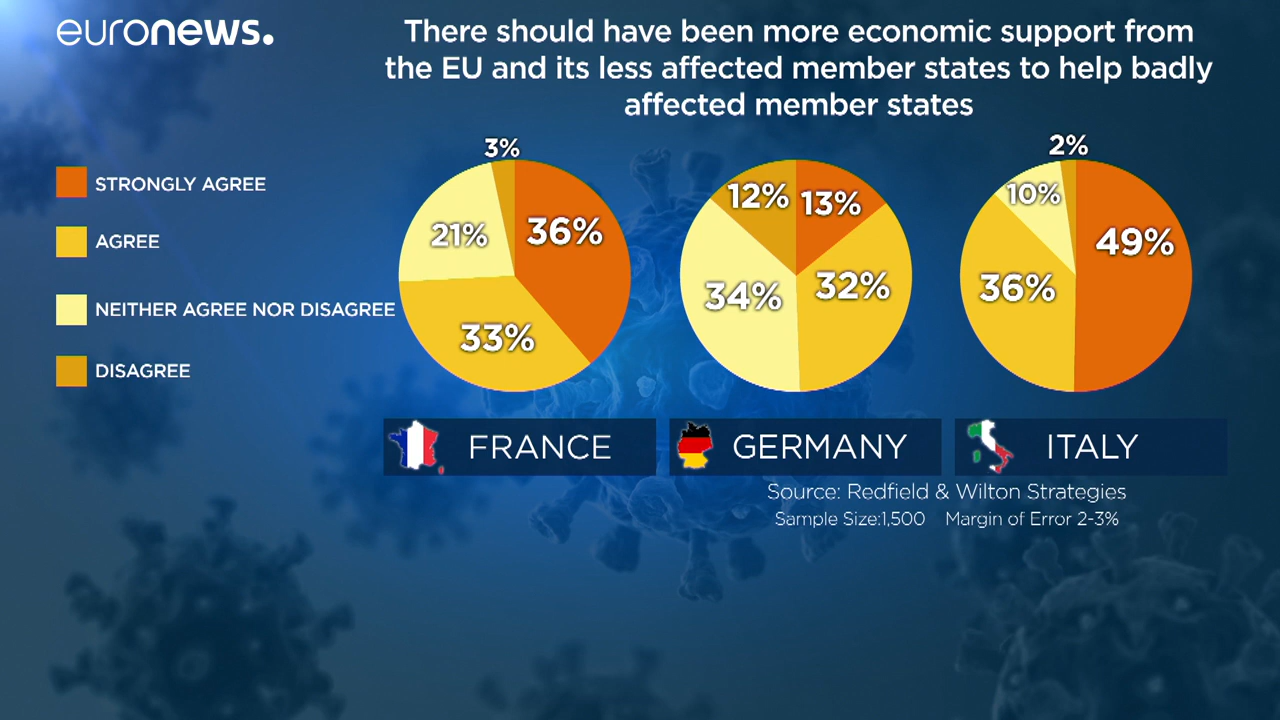 euronews.
There should have been more economic support from
the EU and its less affected member states to help badly
affected member states
STRONGLY AGREE
AGREE
NEITHER AGREE NOR DISAGREE
DISAGREE
3%
36%
21%
33%
12%
13%
34%
32%
2%
10%
49%
36%
FRANCE
GERMANY
ITALY
Source: Redfield & Wilton Strategies
Sample Size:1,500 Margin of Error 2-3%